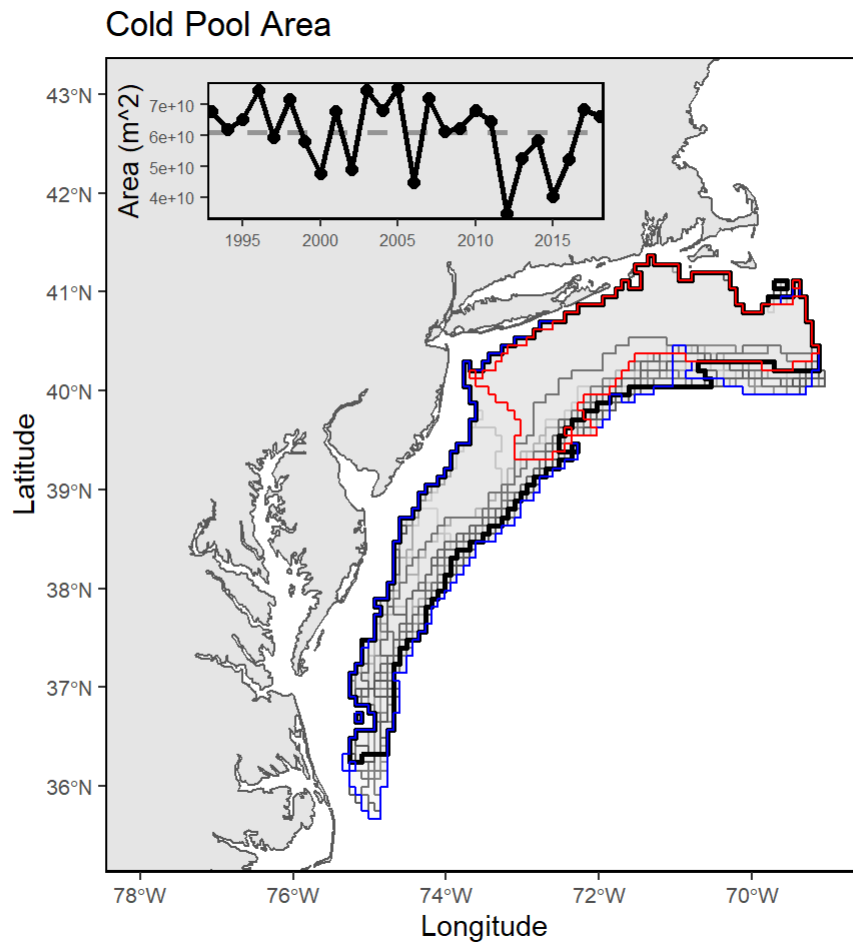 Cold Pool Area
43°N
42°N
41°N
40°N
39°N
38°N
37°N
36°N
Latitude
Area (m^2)
7e+10
6e+10
5e+10
4e+10
1995 2000 2005 2010 2015
78°W 76°W 74°W 72°W 70°W
Longitude